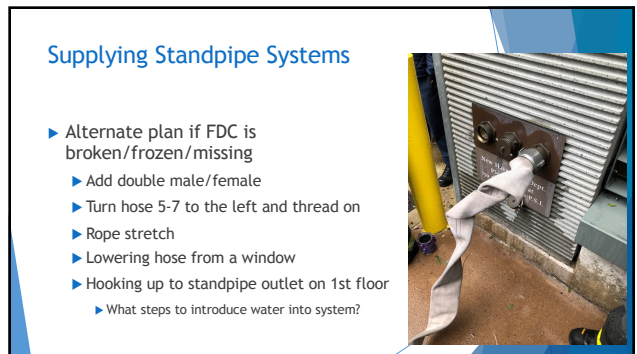 Supplying Standpipe Systems
Alternate plan if FDC is
broken/frozen/missing
Add double male/female
Turn hose 5-7 to the left and thread on
Rope stretch
Lowering hose from a window
Hooking up to standpipe outlet on 1st floor
What steps to introduce water into system?
New H
Dept.
P.S.I.